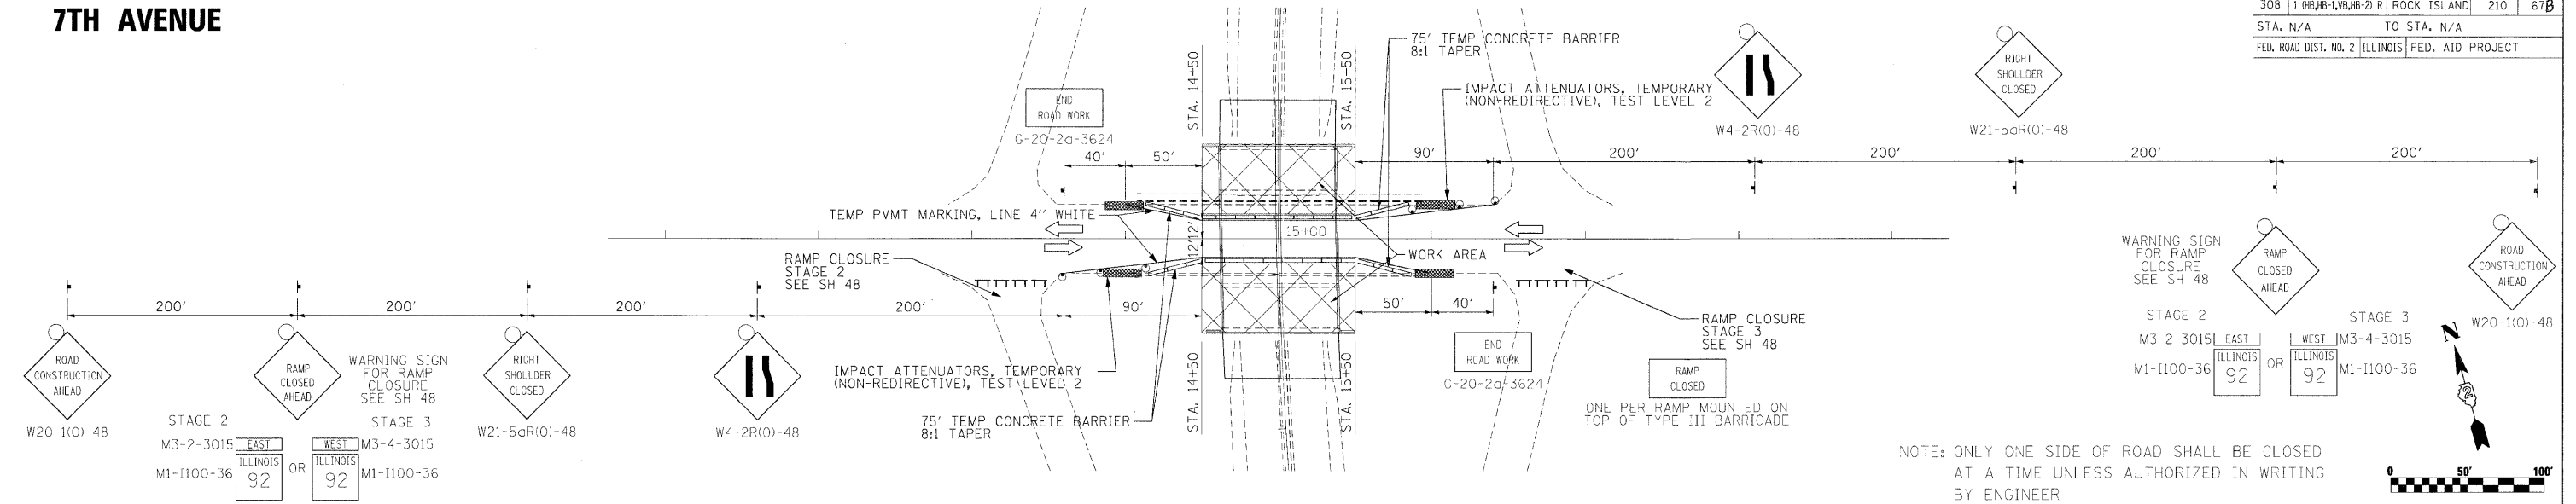 7TH AVENUE
308 1 (HB,HB-1,VB,HB-2) R ROCK ISLAND 210 67B
STA. N/A TO STA. N/A
FED. ROAD DIST. NO. 2 ILLINOIS FED. AID PROJECT
75' TEMP CONCRETE BARRIER
8:1 TAPER
STA. 14+50
STA. 15+50
IMPACT ATTENUATORS, TEMPORARY
(NON-REDIRECTIVE), TEST LEVEL 2
W4-2R(O)-48
RIGHT
SHOULDER
CLOSED
W21-5aR(O)-48
END
ROAD WORK
G-20-2a-3624
40'
50'
90'
200'
200'
200'
200'
TEMP PVMT MARKING, LINE 4" WHITE
12'
12'
15+00
WORK AREA
RAMP CLOSURE
STAGE 2
SEE SH 48
WARNING SIGN
FOR RAMP
CLOSURE
SEE SH 48
RAMP
CLOSED
AHEAD
ROAD
CONSTRUCTION
AHEAD
W20-1(O)-48
STAGE 2
STAGE 3
M3-2-3015 EAST
WEST M3-4-3015
M1-I100-36
ILLINOIS
92
OR
ILLINOIS
92
M1-I100-36
200'
200'
200'
200'
90'
50'
40'
RAMP CLOSURE
STAGE 3
SEE SH 48
END
ROAD WORK
G-20-2a-3624
RAMP
CLOSED
ONE PER RAMP MOUNTED ON
TOP OF TYPE III BARRICADE
ROAD
CONSTRUCTION
AHEAD
W20-1(O)-48
RAMP
CLOSED
AHEAD
WARNING SIGN
FOR RAMP
CLOSURE
SEE SH 48
STAGE 2
STAGE 3
M3-2-3015 EAST
WEST M3-4-3015
M1-I100-36
ILLINOIS
92
OR
ILLINOIS
92
M1-I100-36
RIGHT
SHOULDER
CLOSED
W21-5aR(O)-48
W4-2R(O)-48
IMPACT ATTENUATORS, TEMPORARY
(NON-REDIRECTIVE), TEST LEVEL 2
75' TEMP CONCRETE BARRIER
8:1 TAPER
STA. 14+50
STA. 15+50
N
2
NOTE: ONLY ONE SIDE OF ROAD SHALL BE CLOSED
AT A TIME UNLESS AUTHORIZED IN WRITING
BY ENGINEER
0 50' 100'